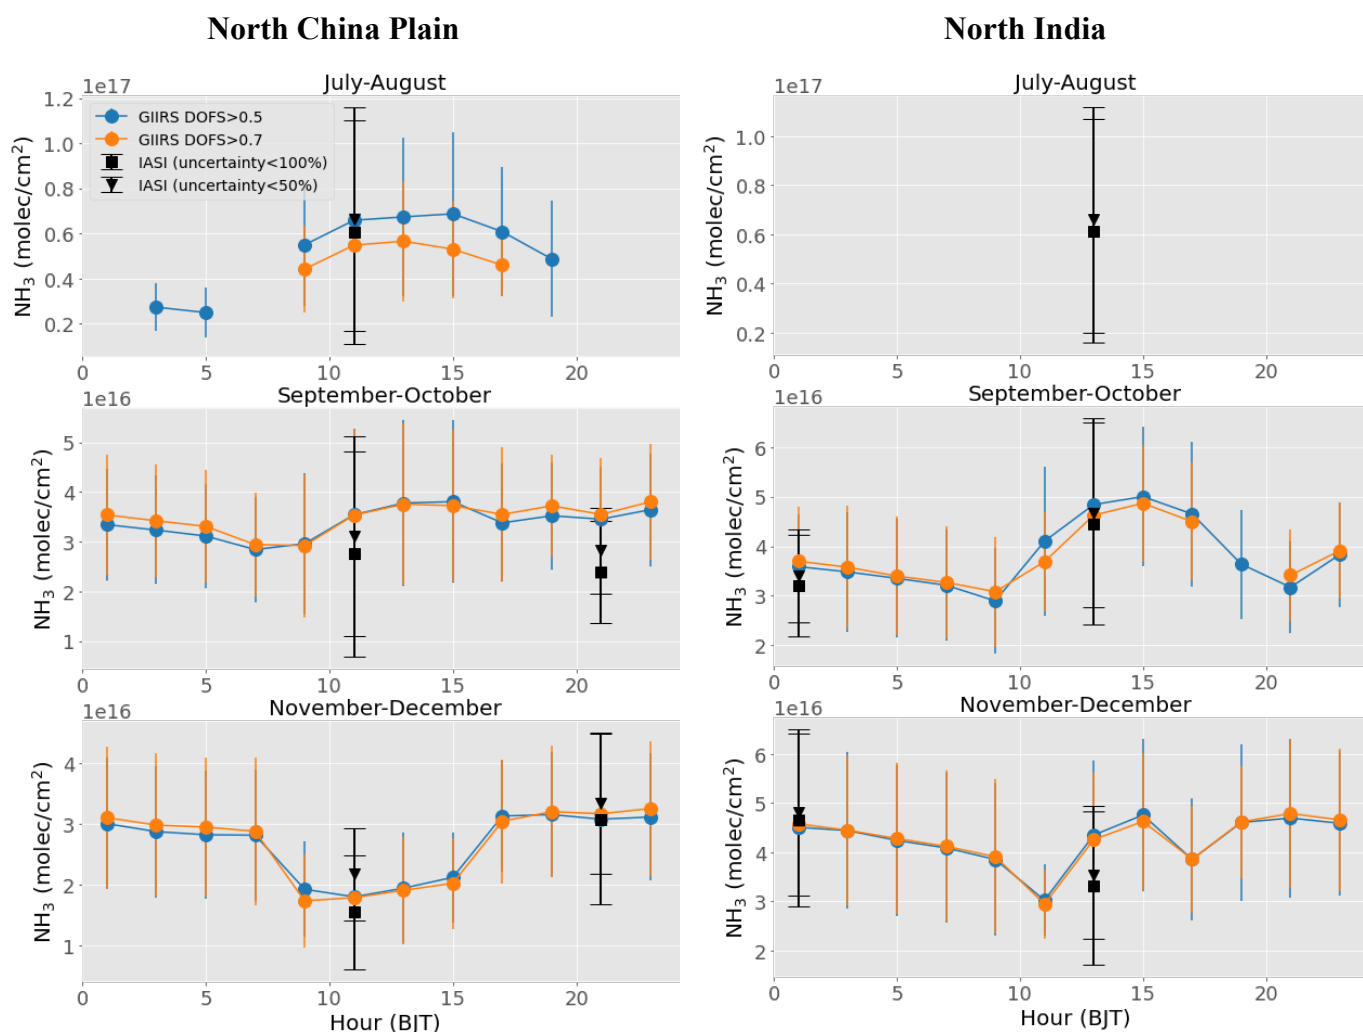 North China Plain
North India
July-August
1e17
NH3 (molec/cm2)
1.2
1.0
0.8
0.6
0.4
0.2
GIIRS DOFS>0.5
GIIRS DOFS>0.7
IASI (uncertainty<100%)
IASI (uncertainty<50%)
0 5 10 15 20
July-August
1e17
NH3 (molec/cm2)
1.0
0.8
0.6
0.4
0.2
0 5 10 15 20
September-October
1e16
NH3 (molec/cm2)
5
4
3
2
1
0 5 10 15 20
September-October
1e16
NH3 (molec/cm2)
6
5
4
3
2
0 5 10 15 20
November-December
1e16
NH3 (molec/cm2)
4
3
2
1
0 5 10 15 20
Hour (BJT)
November-December
1e16
NH3 (molec/cm2)
6
5
4
3
2
0 5 10 15 20
Hour (BJT)